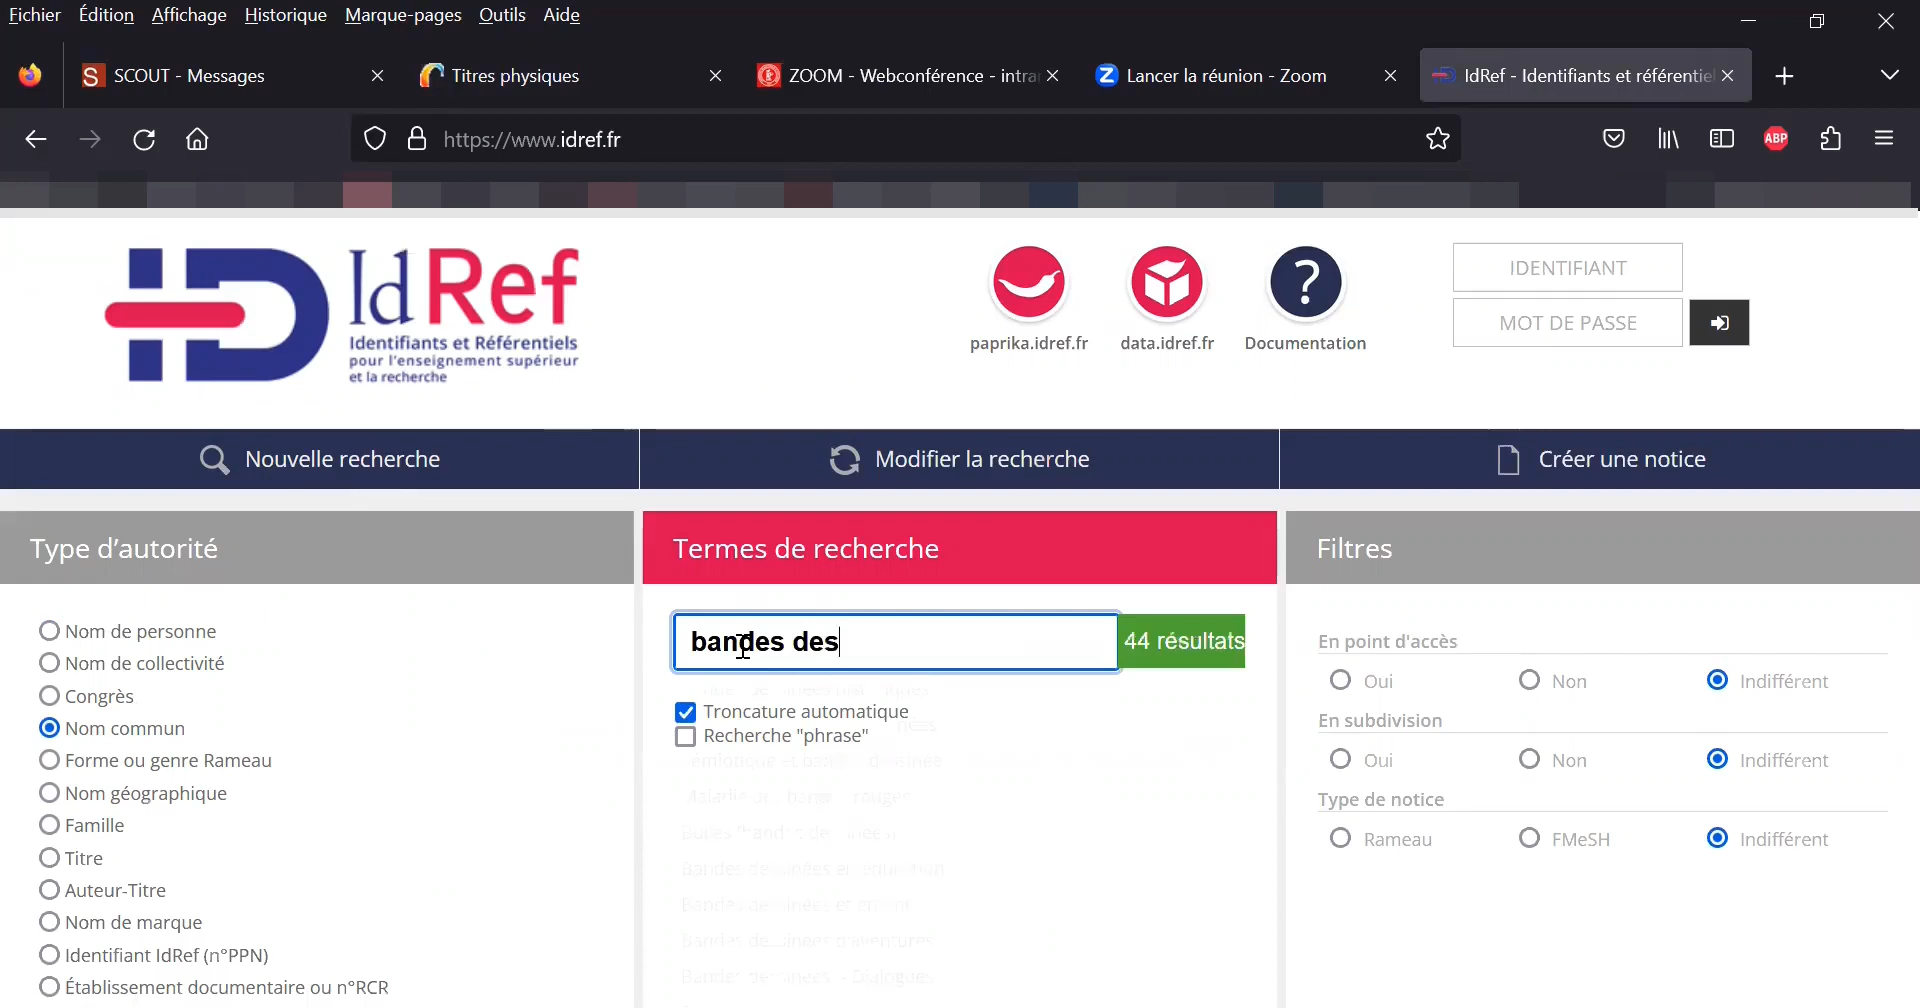 Fichier Édition Affichage Historique Marque-pages Outils Aide
SCOUT - Messages
Titres physiques
ZOOM - Webconférence - intra
Lancer la réunion - Zoom
IdRef - Identifiants et référentie
https://www.idref.fr
ABP
IdRef
Identifiants et Référentiels
pour l'enseignement supérieur
et la recherche
paprika.idref.fr
data.idref.fr
?
Documentation
IDENTIFIANT
MOT DE PASSE
Nouvelle recherche
Modifier la recherche
Créer une notice
Type d'autorité
Termes de recherche
Filtres
Nom de personne
Nom de collectivité
Congrès
Nom commun
Forme ou genre Rameau
Nom géographique
Famille
Titre
Auteur-Titre
Nom de marque
Identifiant IdRef (n°PPN)
Établissement documentaire ou n°RCR
bandes des
44 résultats
Troncature automatique
Recherche "phrase"
En point d'accès
Oui Non Indifférent
En subdivision
Oui Non Indifférent
Type de notice
Rameau FMeSH Indifférent